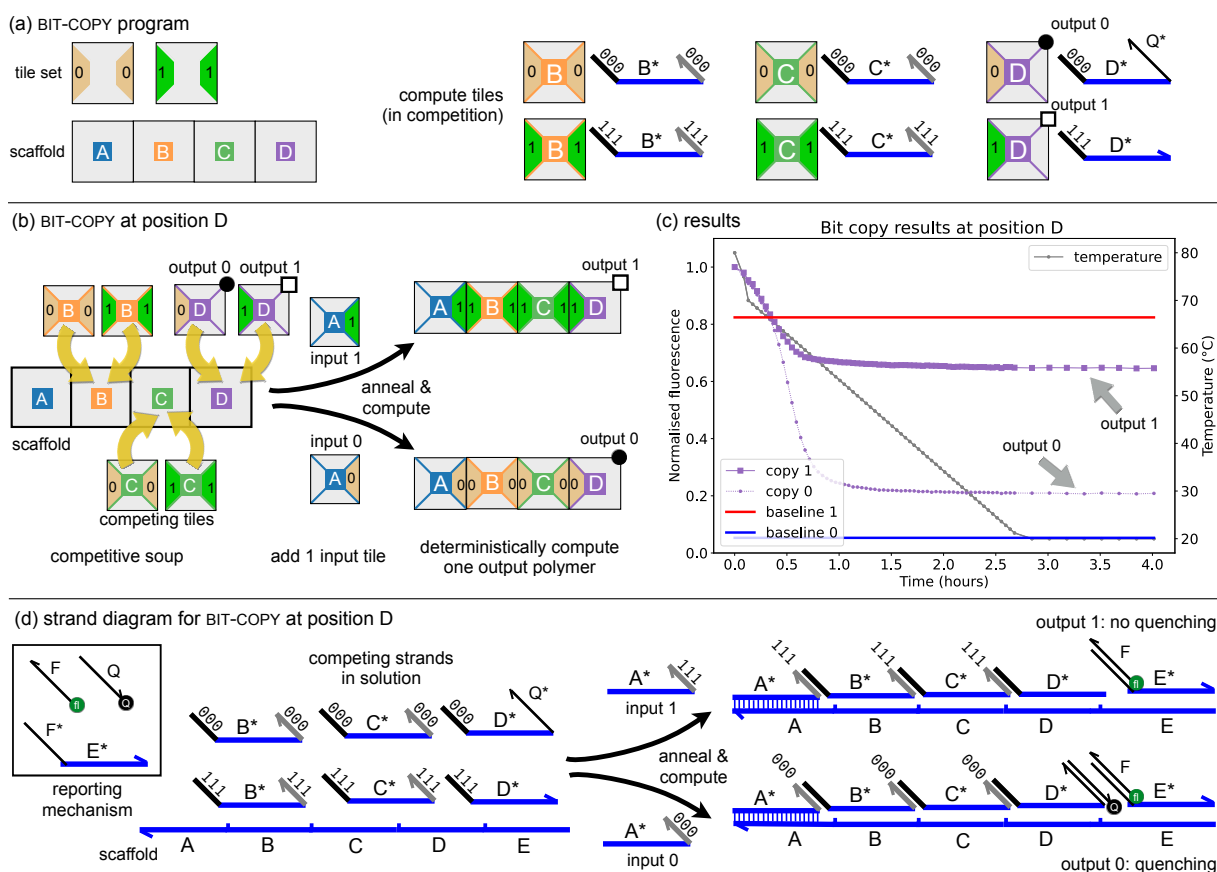 (a) BIT-COPY program
tile set
0 0
1 1
scaffold
A B C D
compute tiles
(in competition)
0 B 0
000 B* 000
0 C 0
000 C* 000
output 0
0 D
000 D* Q*
1 B 1
111 B* 111
1 C 1
111 C* 111
output 1
1 D
111 D*
(b) BIT-COPY at position D
output 0 output 1
0 B 0 1 B 1 0 D 1 D
A B C D
scaffold
0 C 0 1 C 1
competing tiles
competitive soup
A 1
input 1
anneal &
compute
input 0
A 0
add 1 input tile
output 1
A 1 1 B 1 1 C 1 1 D
output 0
A 0 0 B 0 0 C 0 0 D
deterministically compute
one output polymer
(c) results
Bit copy results at position D
temperature
Normalised fluorescence
1.0
0.8
0.6
0.4
0.2
0.0
80
70
60
50
40
30
20
Temperature (°C)
output 1
output 0
copy 1
copy 0
baseline 1
baseline 0
0.0 0.5 1.0 1.5 2.0 2.5 3.0 3.5 4.0
Time (hours)
(d) strand diagram for BIT-COPY at position D
F Q
fl Q
F*
E*
reporting
mechanism
competing strands
in solution
000 B* 000 000 C* 000 000 D* Q*
111 B* 111 111 C* 111 111 D*
scaffold
A B C D E
A* 111
input 1
anneal &
compute
A* 000
input 0
output 1: no quenching
111 111 111 F
A* B* C* D* fl E*
A B C D E
000 000 000 F
A* B* C* D* Q fl E*
A B C D E
output 0: quenching